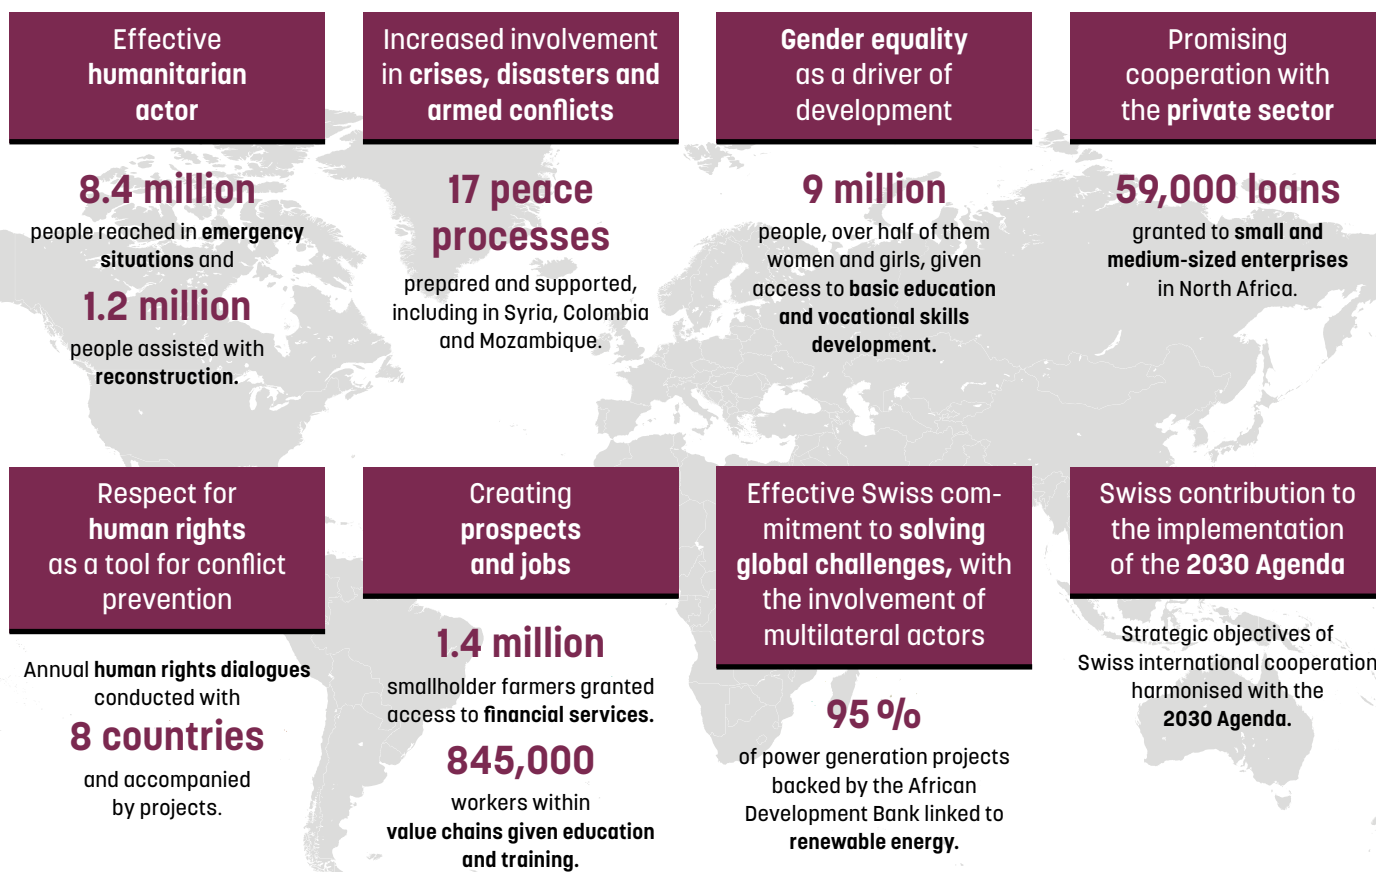 Effective
humanitarian
actor
8.4 million
people reached in emergency
situations and
1.2 million
people assisted with
reconstruction.
Increased involvement
in crises, disasters and
armed conflicts
17 peace
processes
prepared and supported,
including in Syria, Colombia
and Mozambique.
Gender equality
as a driver of
development
9 million
people, over half of them
women and girls, given
access to basic education
and vocational skills
development.
Promising
cooperation with
the private sector
59,000 loans
granted to small and
medium-sized enterprises
in North Africa.
Respect for
human rights
as a tool for conflict
prevention
Annual human rights dialogues
conducted with
8 countries
and accompanied
by projects.
Creating
prospects
and jobs
1.4 million
smallholder farmers granted
access to financial services.
845,000
workers within
value chains given education
and training.
Effective Swiss com-
mitment to solving
global challenges, with
the involvement of
multilateral actors
95 %
of power generation projects
backed by the African
Development Bank linked to
renewable energy.
Swiss contribution to
the implementation
of the 2030 Agenda
Strategic objectives of
Swiss international cooperation
harmonised with the
2030 Agenda.